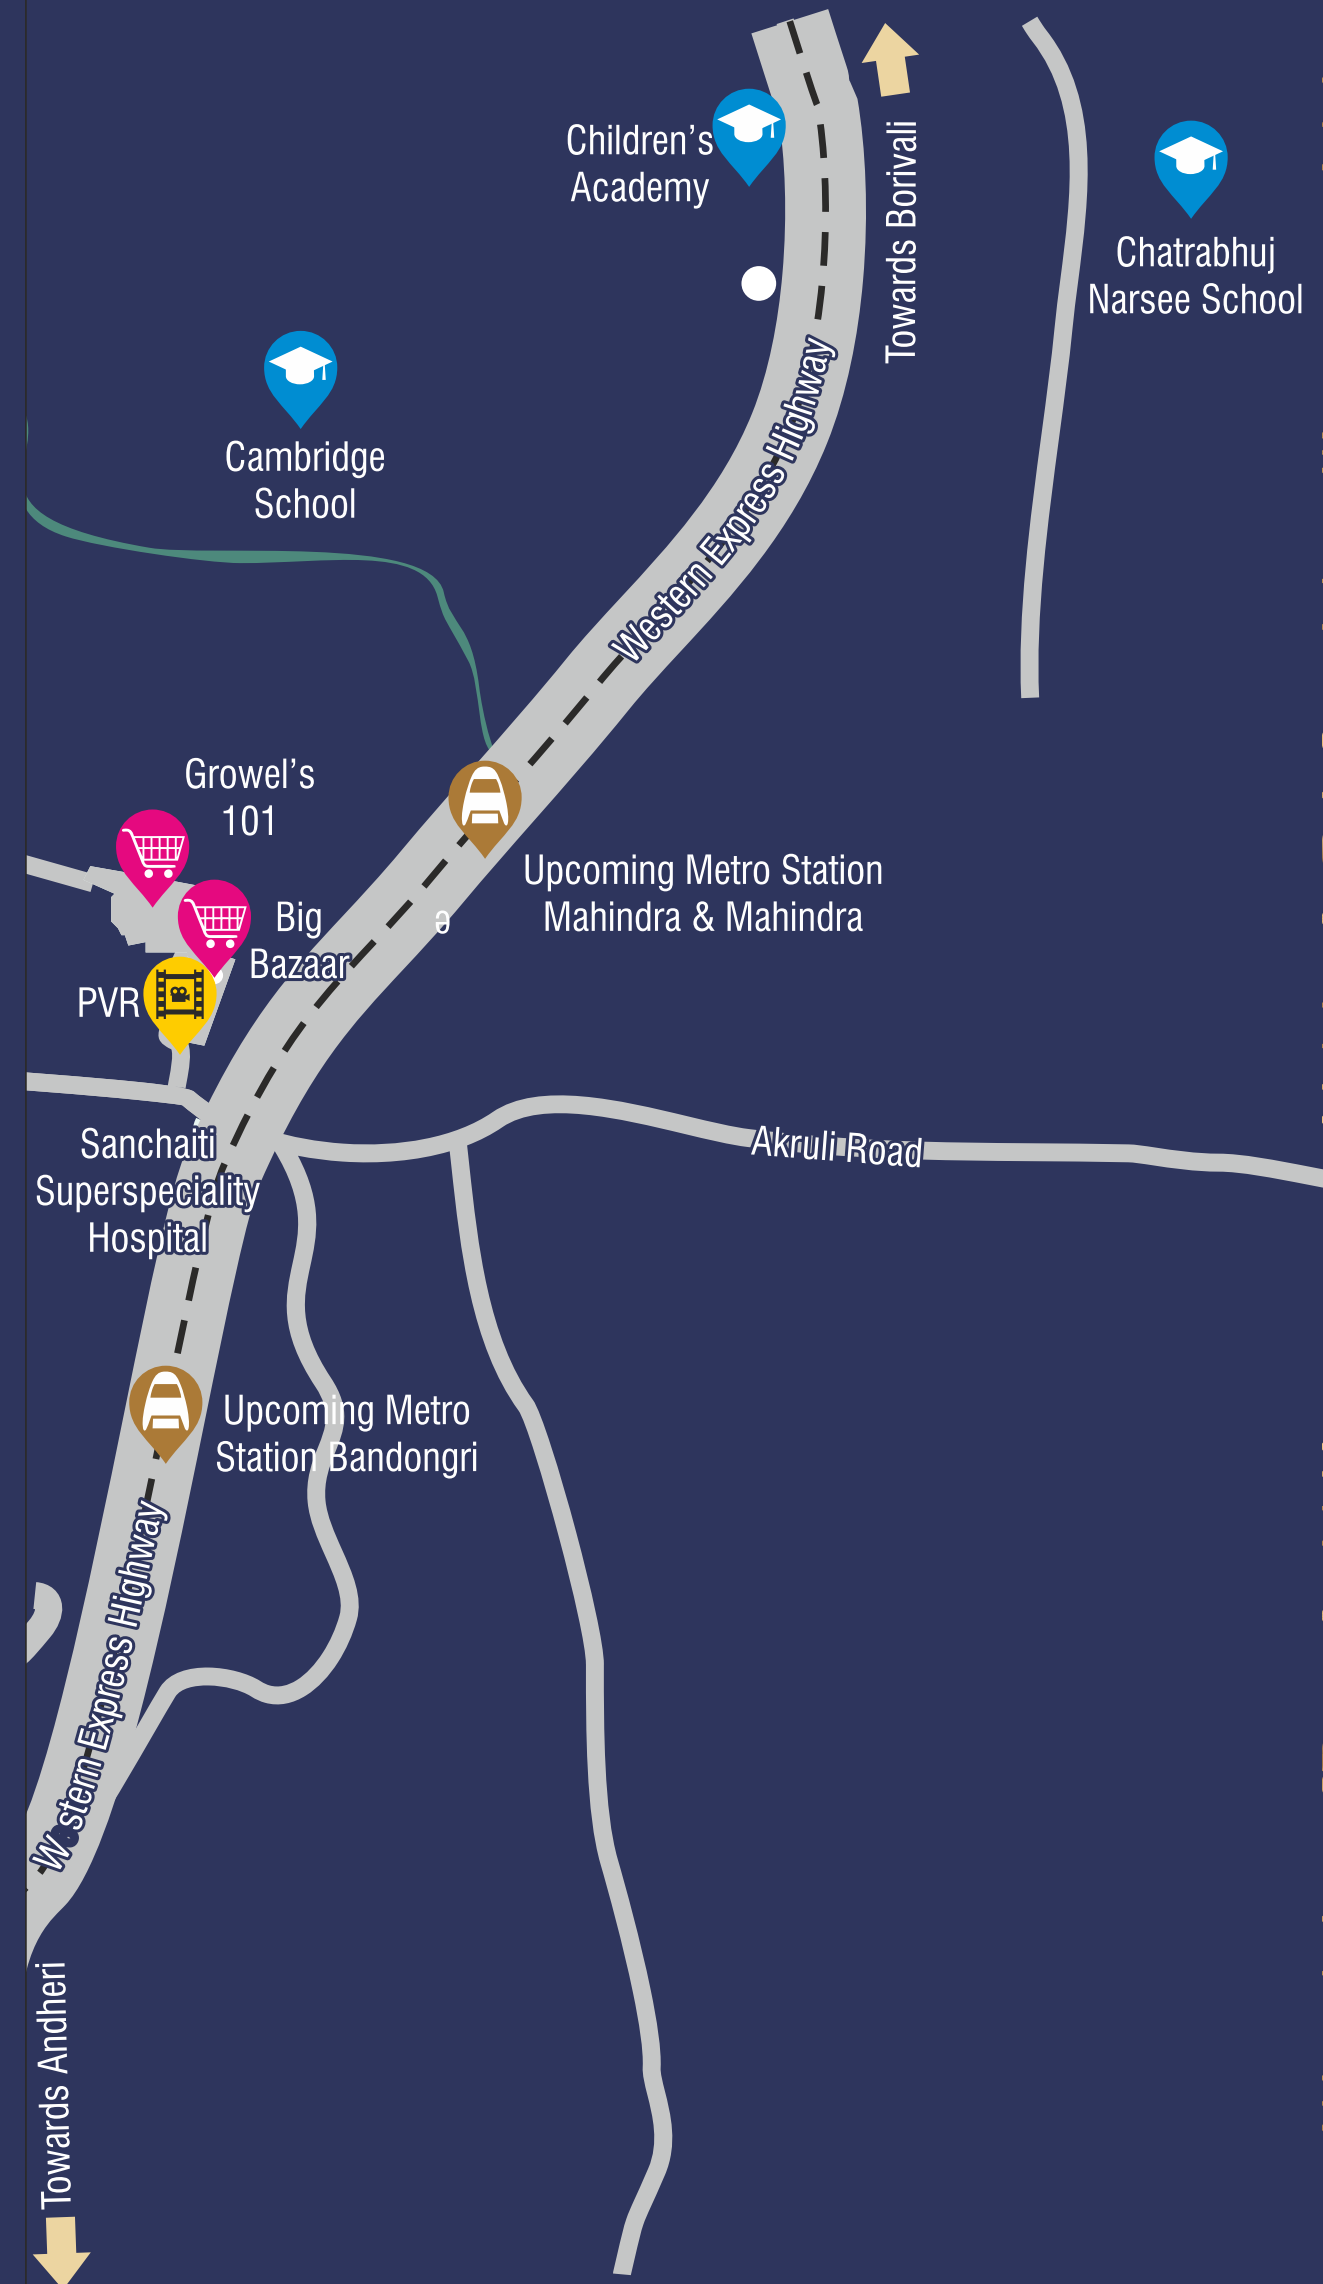 Children's
Academy
Towards Borivali
Chatrabhuj
Narsee School
Western Express Highway
Cambridge
School
Growel's
101
Upcoming Metro Station
Mahindra & Mahindra
Big
Bazaar
e
PVR
Sanchaiti
Superspeciality
Hospital
Akruli Road
Upcoming Metro
Station Bandongri
Western Express Highway
Towards Andheri